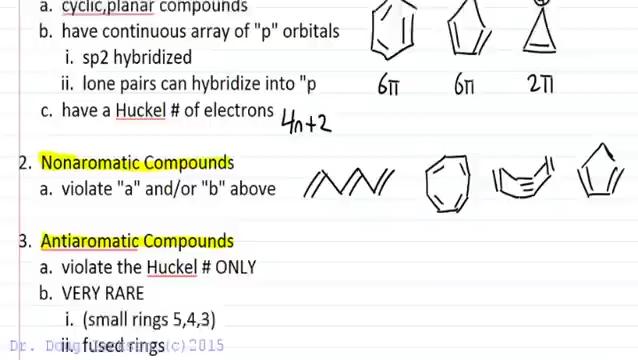 a. cyclic,planar compounds
b. have continuous array of "p" orbitals
i. sp2 hybridized
ii. lone pairs can hybridize into "p
6π 6π 2π
c. have a Huckel # of electrons 4n+2
2. Nonaromatic Compounds
a. violate "a" and/or "b" above
3. Antiaromatic Compounds
a. violate the Huckel # ONLY
b. VERY RARE
i. (small rings 5,4,3)
ii. fused rings
Dr. (c)2015